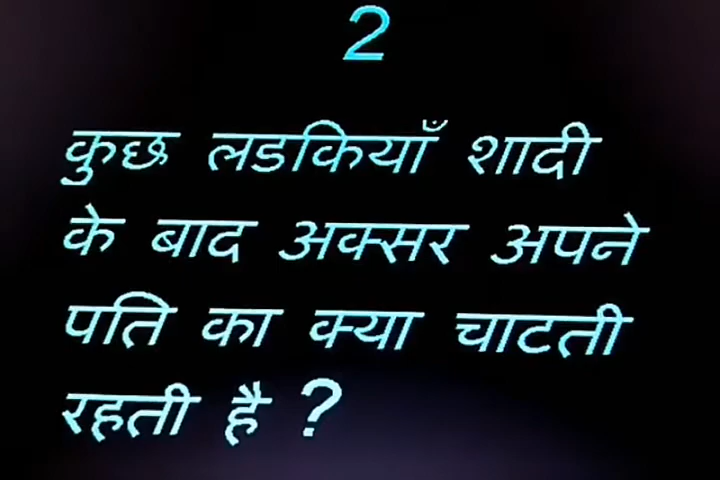 2
कुछ लडकियाँ शादी
के बाद अक्सर अपने
पति का क्या चाटती
रहती है ?